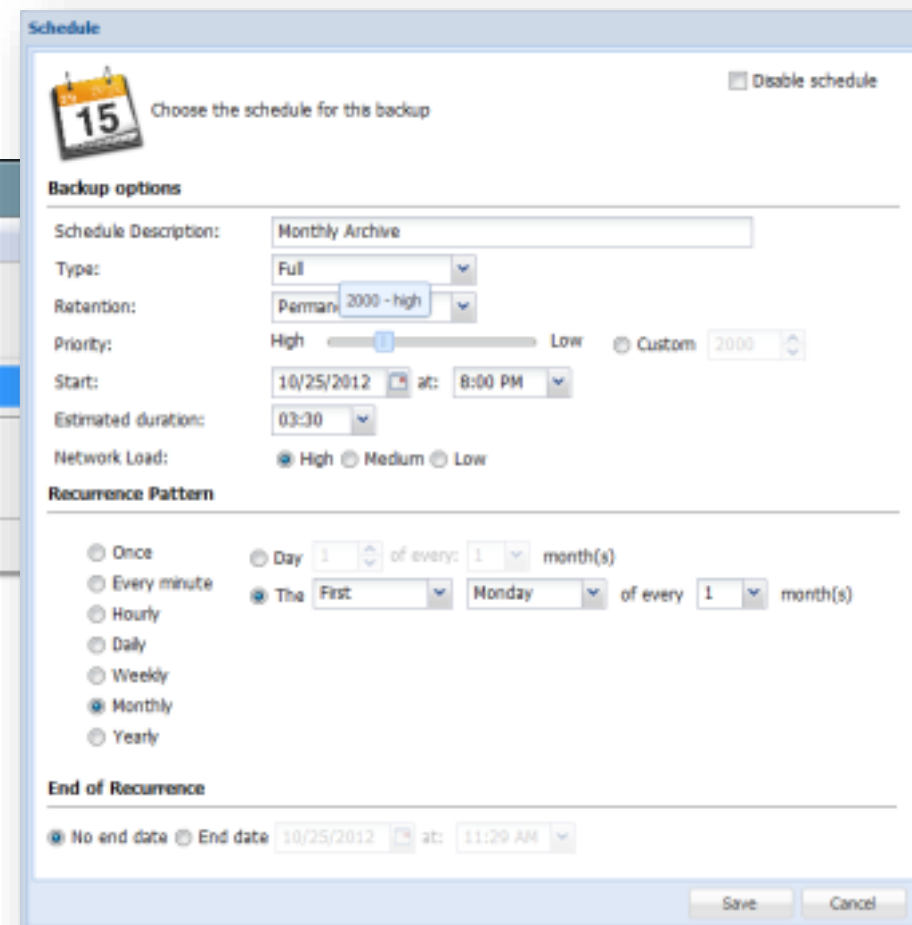 Schedule
15
Choose the schedule for this backup
Disable schedule
Backup options
Schedule Description: Monthly Archive
Type: Full
Retention: Perman
2000 - high
Priority: High Low Custom 2000
Start: 10/25/2012 at: 8:00 PM
Estimated duration: 03:30
Network Load: High Medium Low
Recurrence Pattern
Once
Day 1 of every: 1 month(s)
Every minute
The First Monday of every 1 month(s)
Hourly
Daily
Weekly
Monthly
Yearly
End of Recurrence
No end date End date 10/25/2012 at: 11:29 AM
Save Cancel